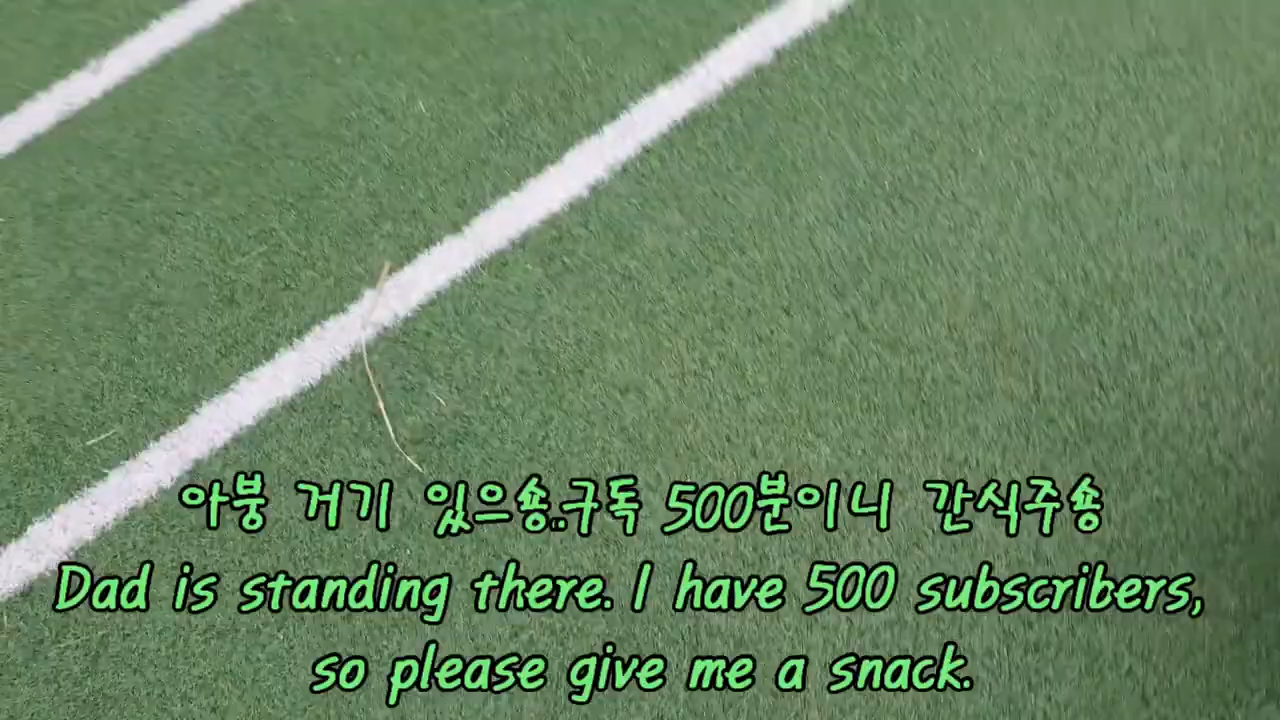 아붕 거기 있으숑..구독 500분이니 간식주숑
Dad is standing there. I have 500 subscribers,
so please give me a snack.